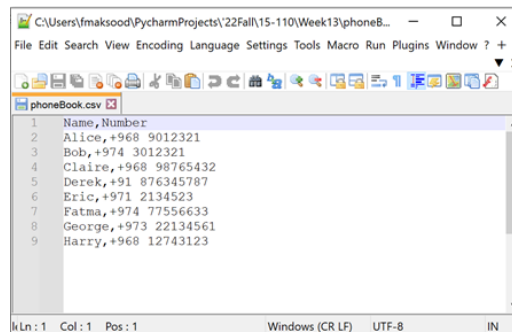 C:\Users\fmaksood\PycharmProjects\'22Fall\15-110\Week13\phoneB...
File Edit Search View Encoding Language Settings Tools Macro Run Plugins Window ? +
phoneBook.csv
1 Name,Number
2 Alice,+968 9012321
3 Bob,+974 3012321
4 Claire,+968 98765432
5 Derek,+91 876345787
6 Eric,+971 2134523
7 Fatma,+974 77556633
8 George,+973 22134561
9 Harry,+968 12743123
Ln : 1 Col : 1 Pos : 1 Windows (CR LF) UTF-8 IN